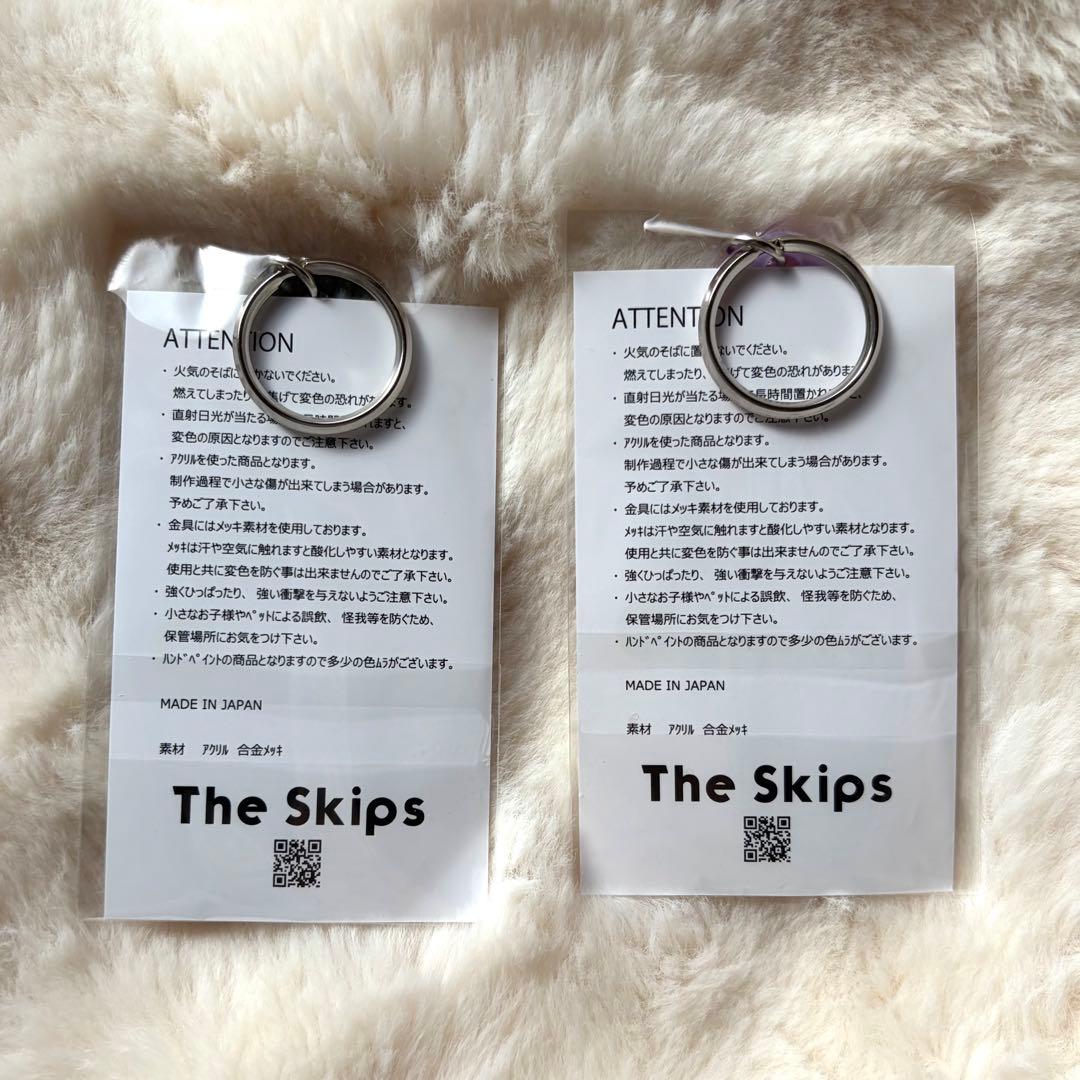 ATTENTION
・ 火気のそばに かないでください。
燃えてしまったり、 焦げて変色の恐れがあります。
・ 直射日光が当たる場 長時間 れますと、
変色の原因となりますのでご注意下さい。
・ ｱｸﾘﾙを使った商品となります。
制作過程で小さな傷が出来てしまう場合があります。
予めご了承下さい。
・ 金具にはメッキ素材を使用しております。
ﾒｯｷは汗や空気に触れますと酸化しやすい素材となります。
使用と共に変色を防ぐ事は出来ませんのでご了承下さい。
・ 強くひっぱったり、 強い衝撃を与えないようご注意下さい。
・ 小さなお子様やﾍﾟｯﾄによる誤飲、 怪我等を防ぐため、
保管場所にお気をつけ下さい。
・ ﾊﾝﾄﾞﾍﾟｲﾝﾄの商品となりますので多少の色ﾑﾗがございます。
MADE IN JAPAN
素材 ｱｸﾘﾙ 合金ﾒｯｷ
The Skips
ATTENTION
・ 火気のそばに置 ないでください。
燃えてしまったり、 焦げて変色の恐れがあります
・ 直射日光が当たる場 長時間置かれ
変色の原因となりますのでご注意下さい。
・ ｱｸﾘﾙを使った商品となります。
制作過程で小さな傷が出来てしまう場合があります。
予めご了承下さい。
・ 金具にはメッキ素材を使用しております。
ﾒｯｷは汗や空気に触れますと酸化しやすい素材となります。
使用と共に変色を防ぐ事は出来ませんのでご了承下さい。
・ 強くひっぱったり、 強い衝撃を与えないようご注意下さい。
・ 小さなお子様やﾍﾟｯﾄによる誤飲、 怪我等を防ぐため、
保管場所にお気をつけ下さい。
・ ﾊﾝﾄﾞﾍﾟｲﾝﾄの商品となりますので多少の色ﾑﾗがございます。
MADE IN JAPAN
素材 ｱｸﾘﾙ 合金ﾒｯｷ
The Skips